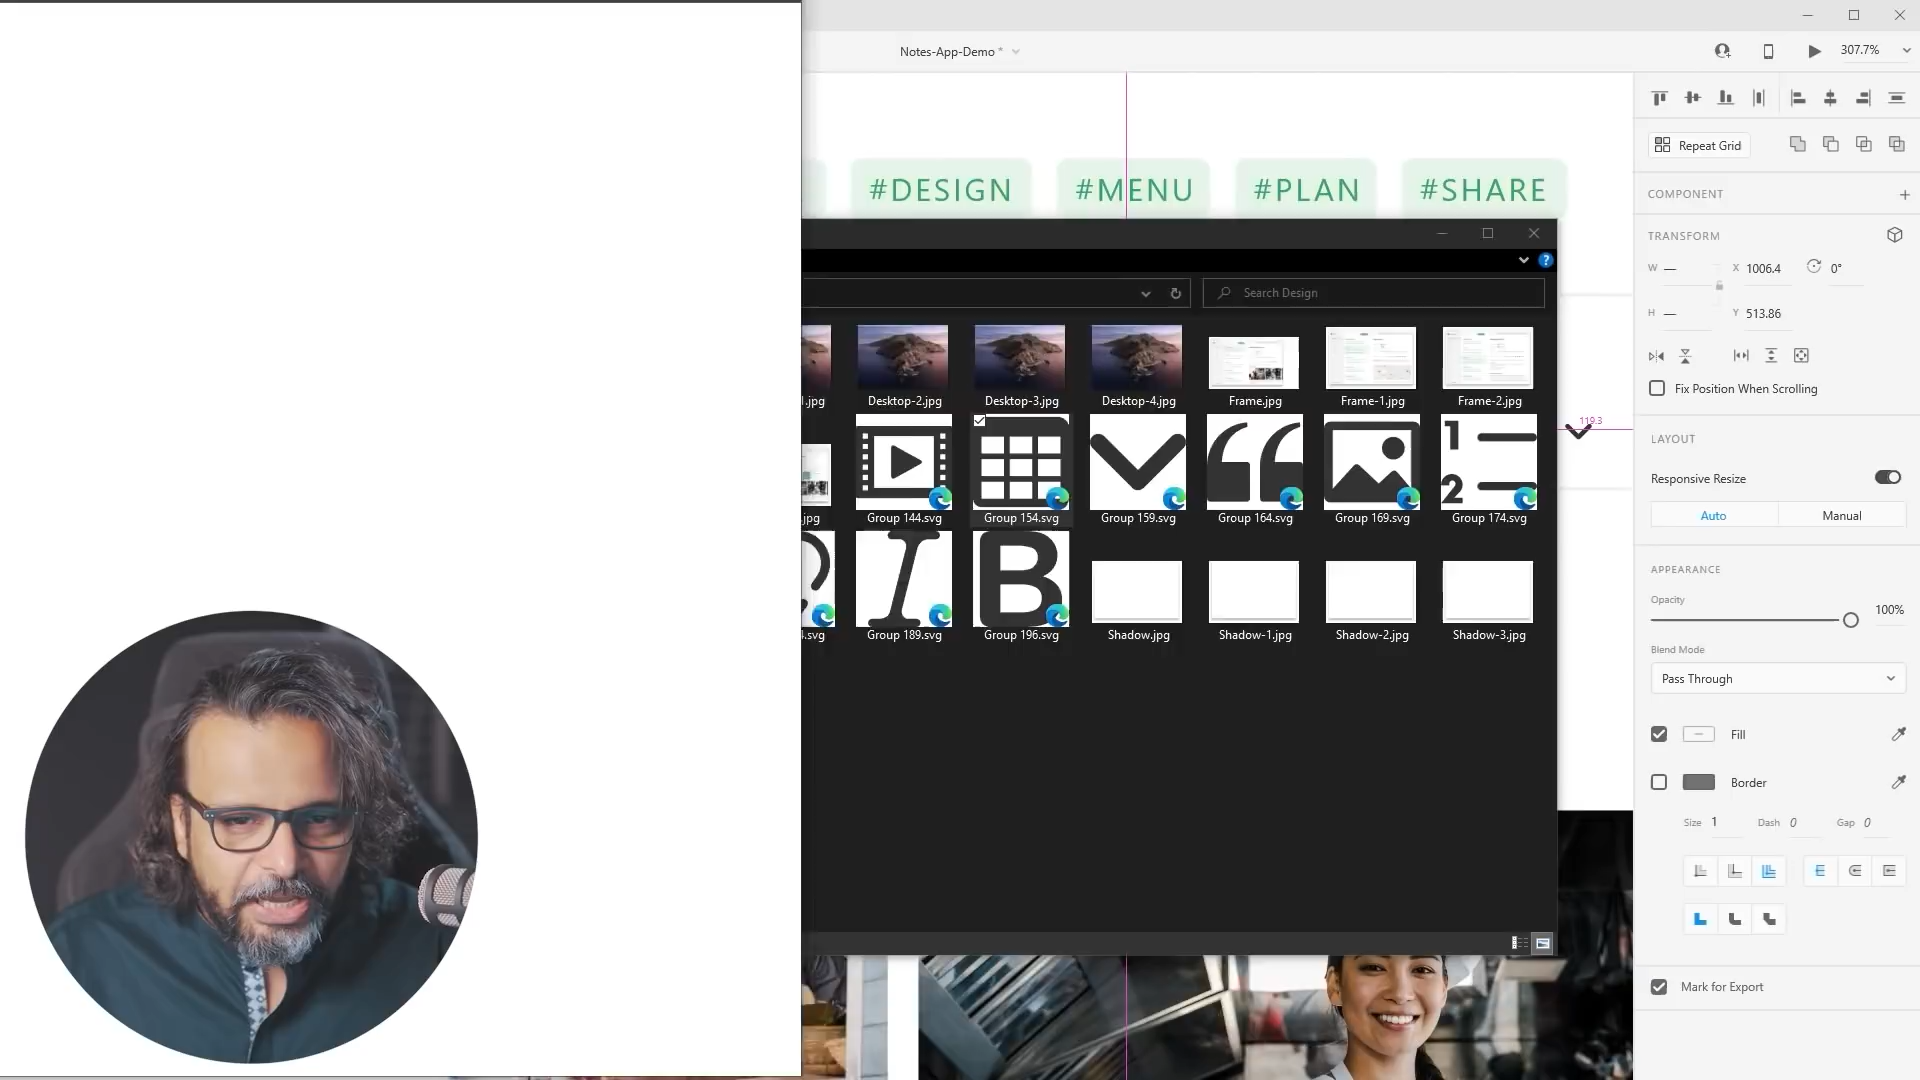 Notes-App-Demo *
307.7%
#DESIGN
#MENU
#PLAN
#SHARE
Repeat Grid
COMPONENT
TRANSFORM
W —
X 1006.4
0°
H —
Y 513.86
Fix Position When Scrolling
LAYOUT
Responsive Resize
Auto
Manual
APPEARANCE
Opacity
100%
Blend Mode
Pass Through
Fill
Border
Size 1
Dash 0
Gap 0
Mark for Export
119.3
Search Design
.jpg
Desktop-2.jpg
Desktop-3.jpg
Desktop-4.jpg
Frame.jpg
Frame-1.jpg
Frame-2.jpg
1
2
jpg
Group 144.svg
Group 154.svg
Group 159.svg
Group 164.svg
Group 169.svg
Group 174.svg
I
B
4.svg
Group 189.svg
Group 196.svg
Shadow.jpg
Shadow-1.jpg
Shadow-2.jpg
Shadow-3.jpg